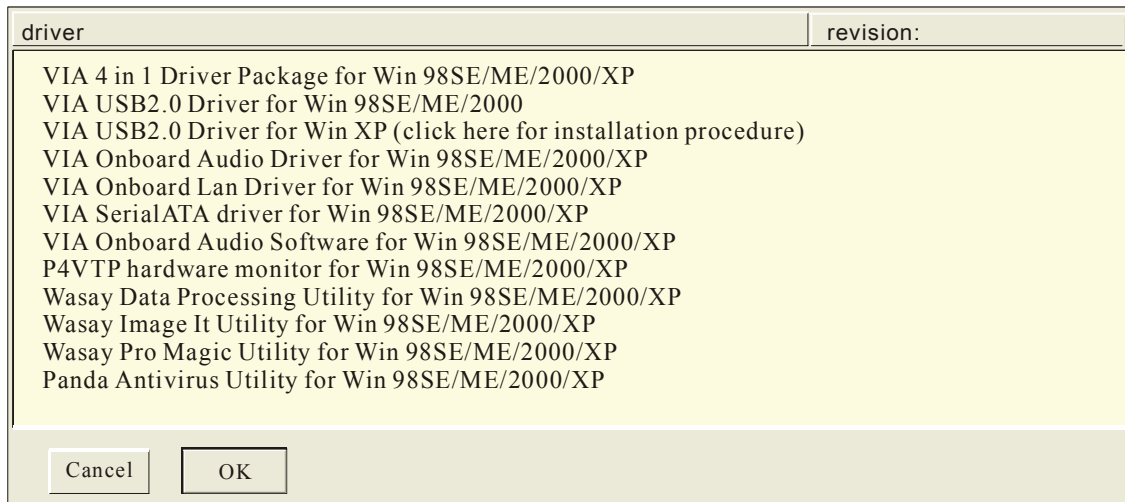 driver revision:
VIA 4 in 1 Driver Package for Win 98SE/ME/2000/XP
VIA USB2.0 Driver for Win 98SE/ME/2000
VIA USB2.0 Driver for Win XP (click here for installation procedure)
VIA Onboard Audio Driver for Win 98SE/ME/2000/XP
VIA Onboard Lan Driver for Win 98SE/ME/2000/XP
VIA SerialATA driver for Win 98SE/ME/2000/XP
VIA Onboard Audio Software for Win 98SE/ME/2000/XP
P4VTP hardware monitor for Win 98SE/ME/2000/XP
Wasay Data Processing Utility for Win 98SE/ME/2000/XP
Wasay Image It Utility for Win 98SE/ME/2000/XP
Wasay Pro Magic Utility for Win 98SE/ME/2000/XP
Panda Antivirus Utility for Win 98SE/ME/2000/XP
Cancel OK